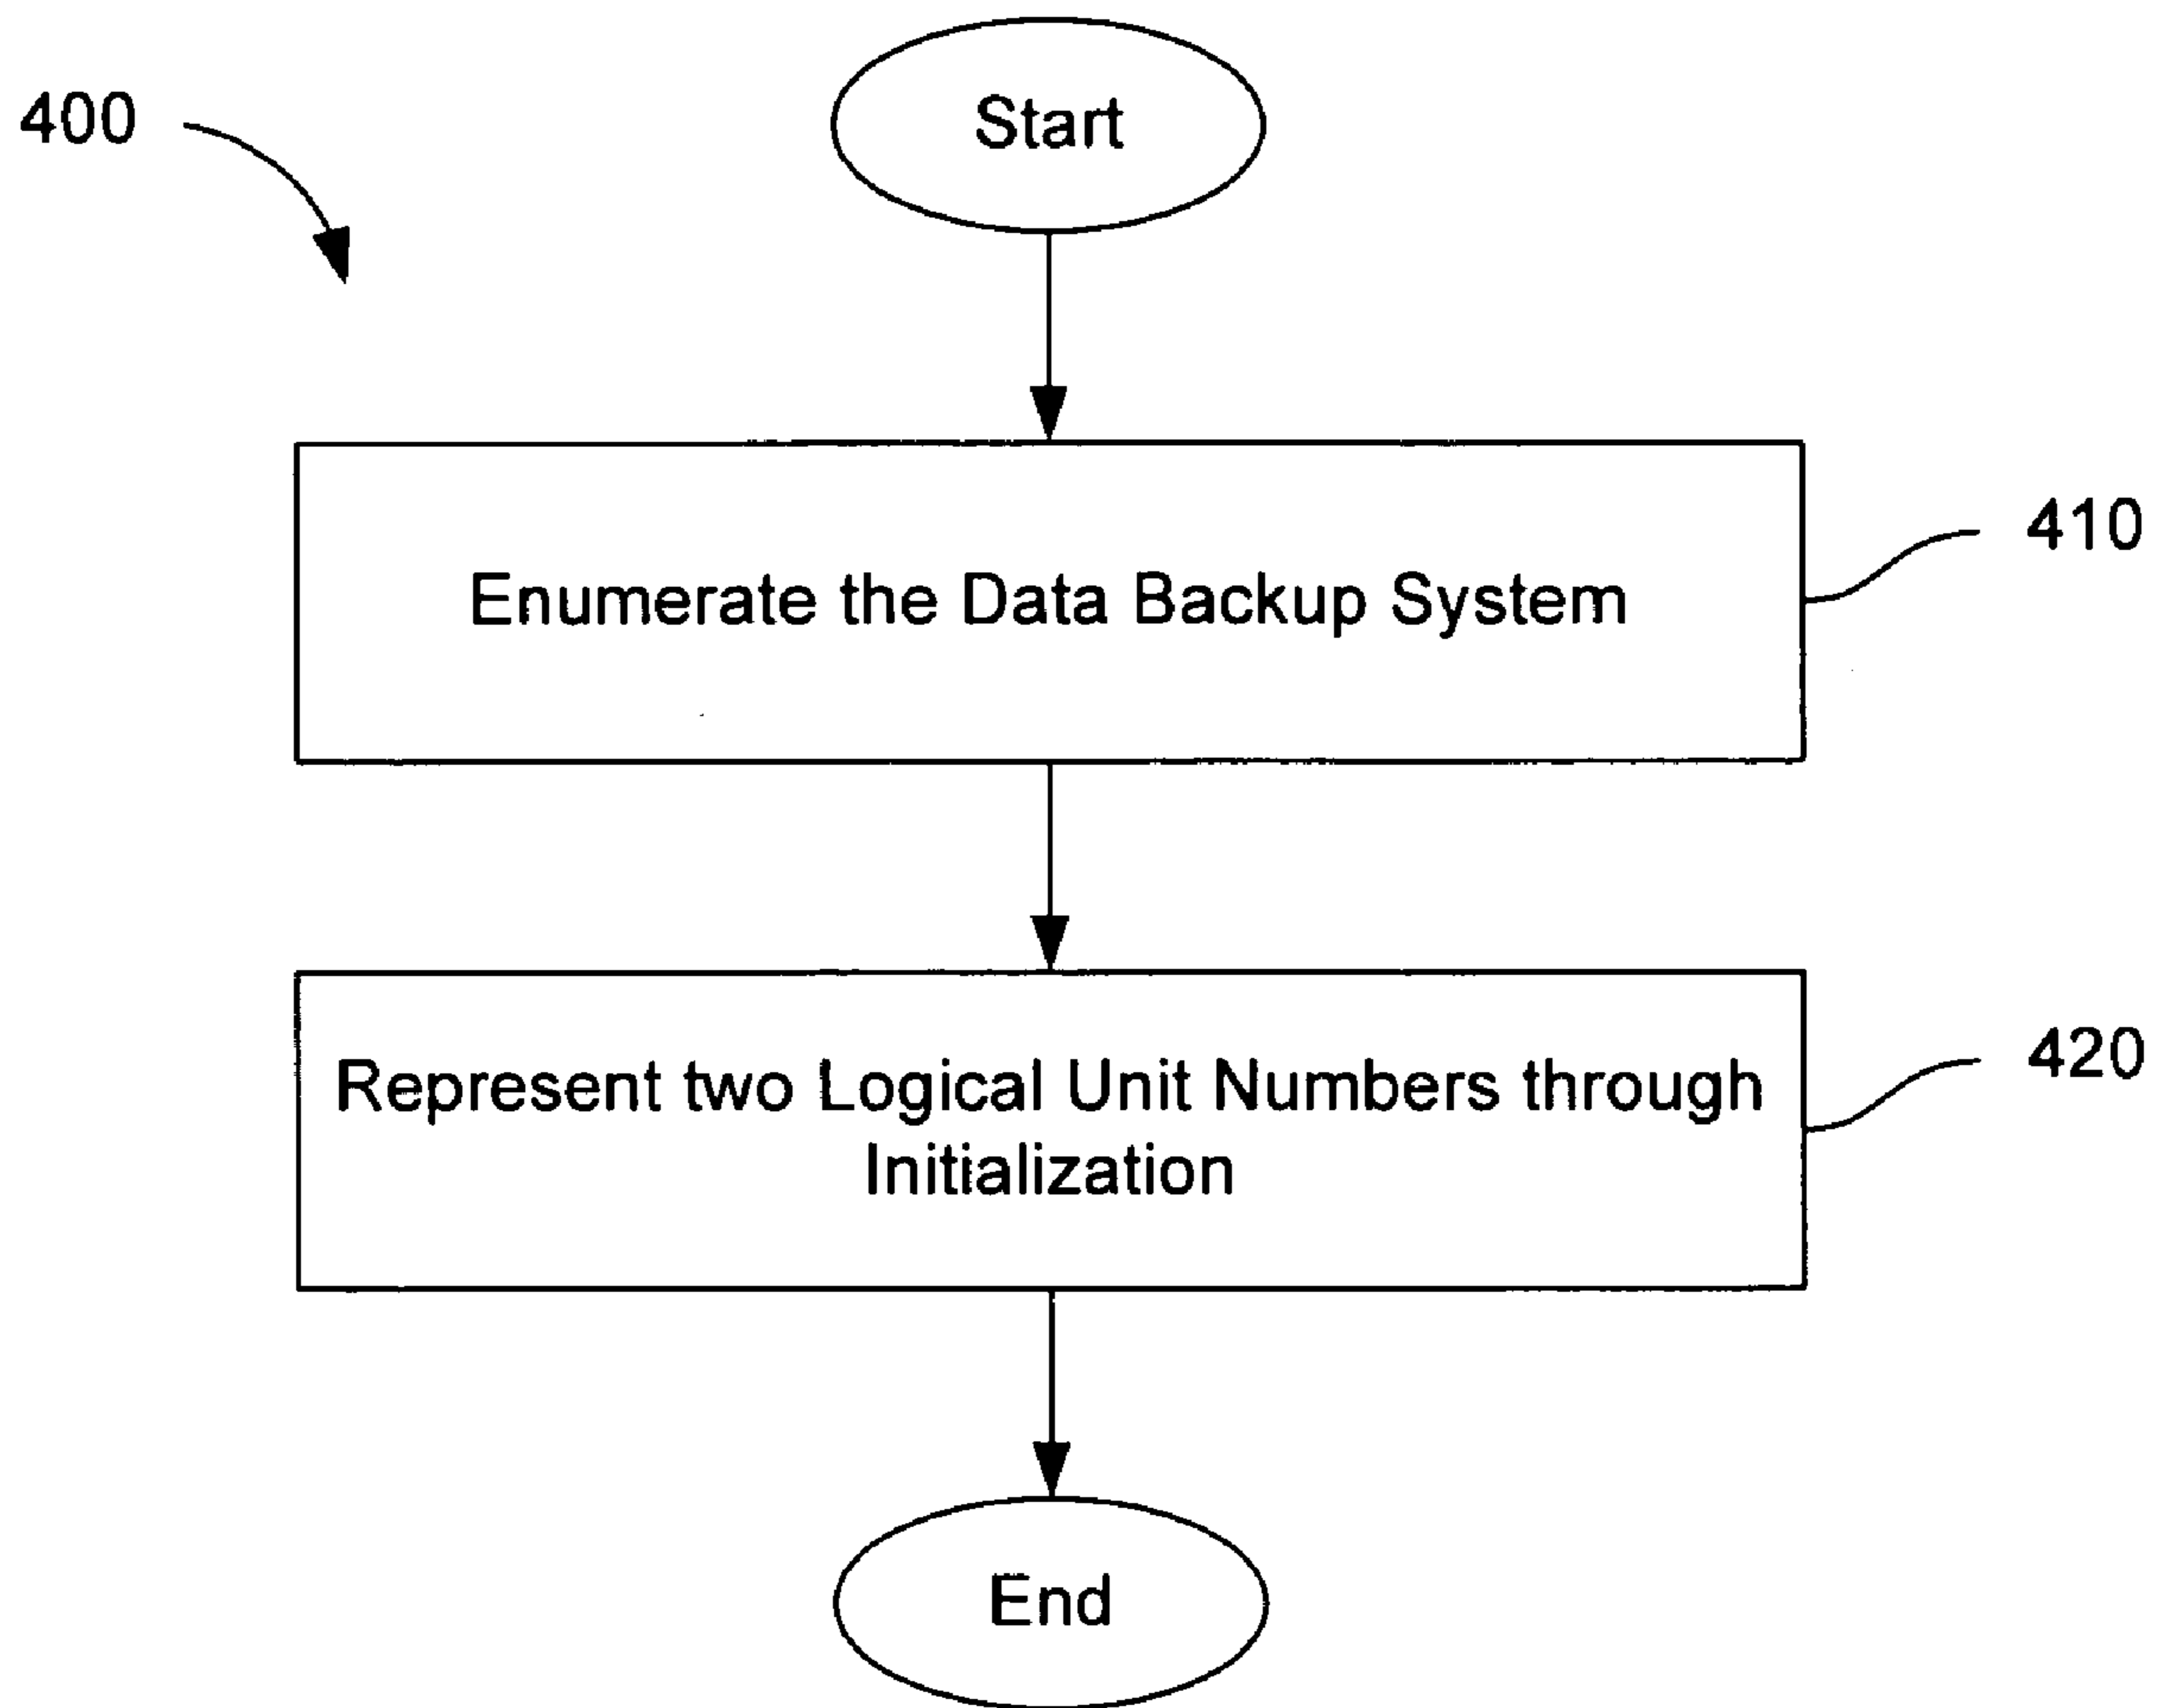 400
Start
Enumerate the Data Backup System
410
Represent two Logical Unit Numbers through
Initialization
420
End